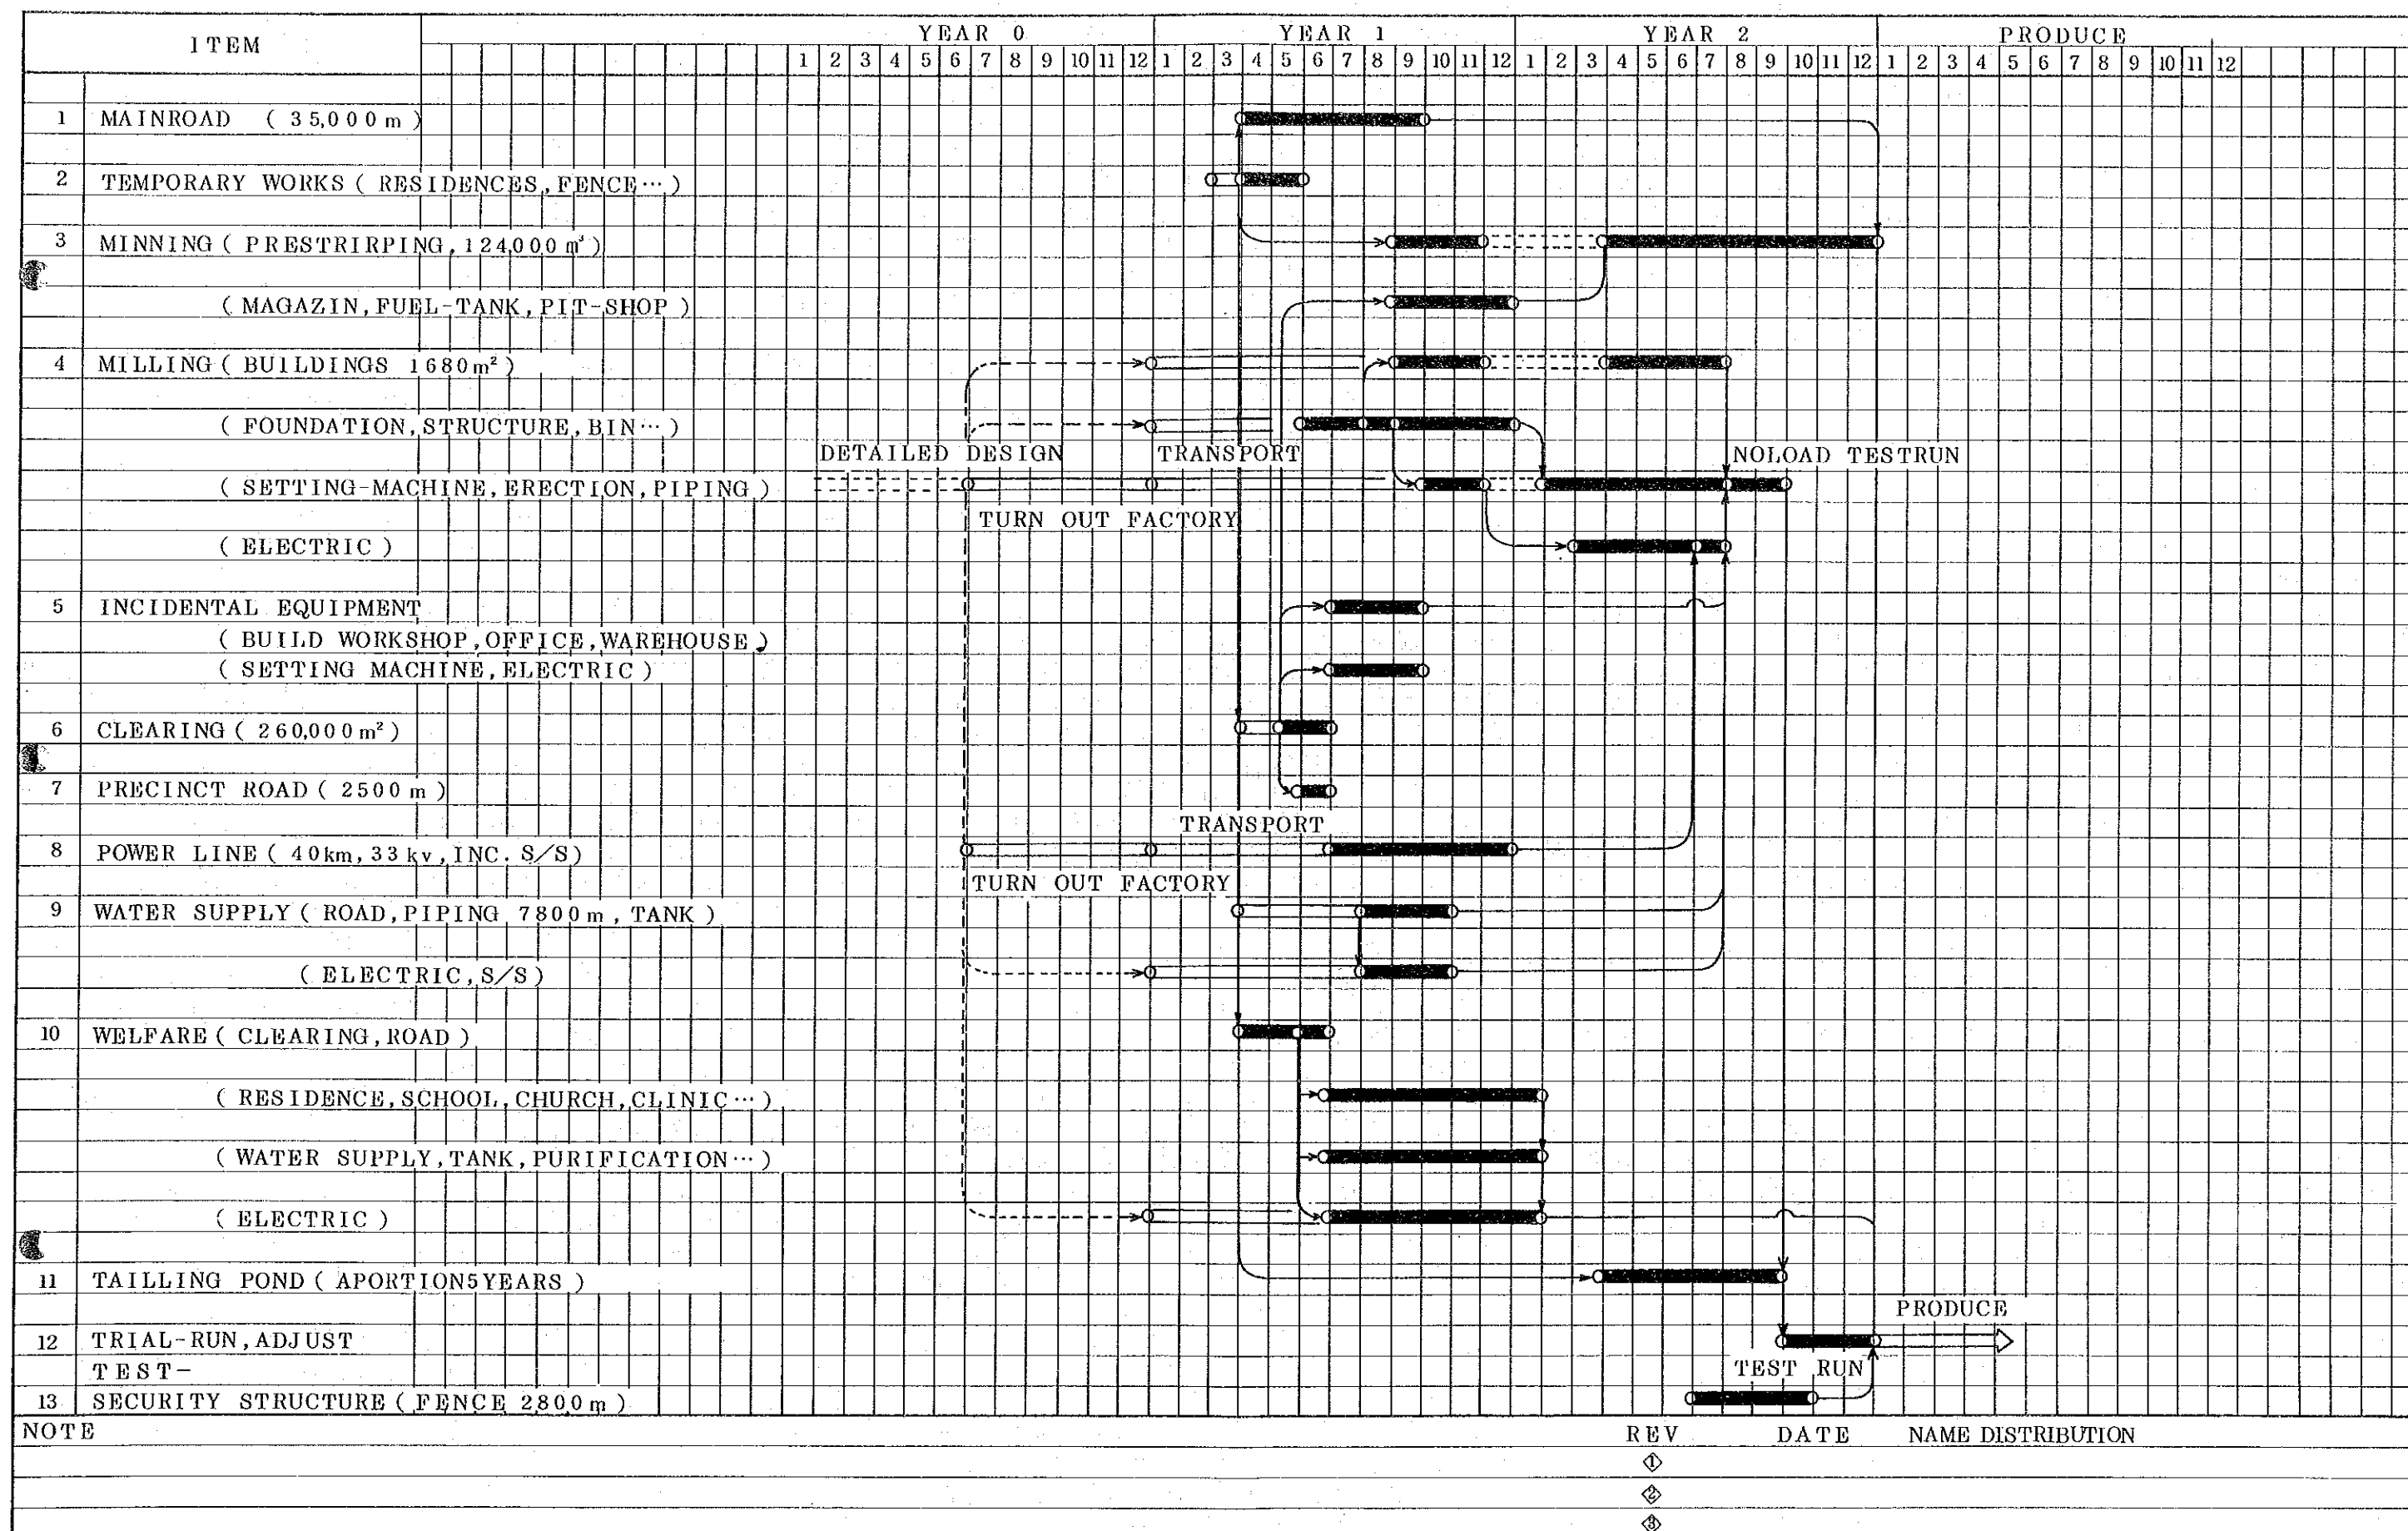 ITEM
YEAR 0 YEAR 1 YEAR 2 PRODUCE
1 2 3 4 5 6 7 8 9 10 11 12 1 2 3 4 5 6 7 8 9 10 11 12 1 2 3 4 5 6 7 8 9 10 11 12 1 2 3 4 5 6 7 8 9 10 11 12
1 MAINROAD ( 35,000 m )
2 TEMPORARY WORKS ( RESIDENCES, FENCE … )
3 MINNING ( PRESTRIRPING, 124,000 m³ )
( MAGAZIN, FUEL-TANK, PIT-SHOP )
4 MILLING ( BUILDINGS 1680 m² )
( FOUNDATION, STRUCTURE, BIN … )
DETAILED DESIGN TRANSPORT NOLOAD TESTRUN
( SETTING-MACHINE, ERECTION, PIPING )
TURN OUT FACTORY
( ELECTRIC )
5 INCIDENTAL EQUIPMENT
( BUILD WORKSHOP, OFFICE, WAREHOUSE )
( SETTING MACHINE, ELECTRIC )
6 CLEARING ( 260,000 m² )
7 PRECINCT ROAD ( 2500 m )
TRANSPORT
8 POWER LINE ( 40 km, 33 kv, INC. S/S )
TURN OUT FACTORY
9 WATER SUPPLY ( ROAD, PIPING 7800 m, TANK )
( ELECTRIC, S/S )
10 WELFARE ( CLEARING, ROAD )
( RESIDENCE, SCHOOL, CHURCH, CLINIC … )
( WATER SUPPLY, TANK, PURIFICATION … )
( ELECTRIC )
11 TAILLING POND ( APORTION5YEARS )
PRODUCE
12 TRIAL-RUN, ADJUST
TEST- TEST RUN
13 SECURITY STRUCTURE ( FENCE 2800 m )
NOTE REV DATE NAME DISTRIBUTION
1
2
3